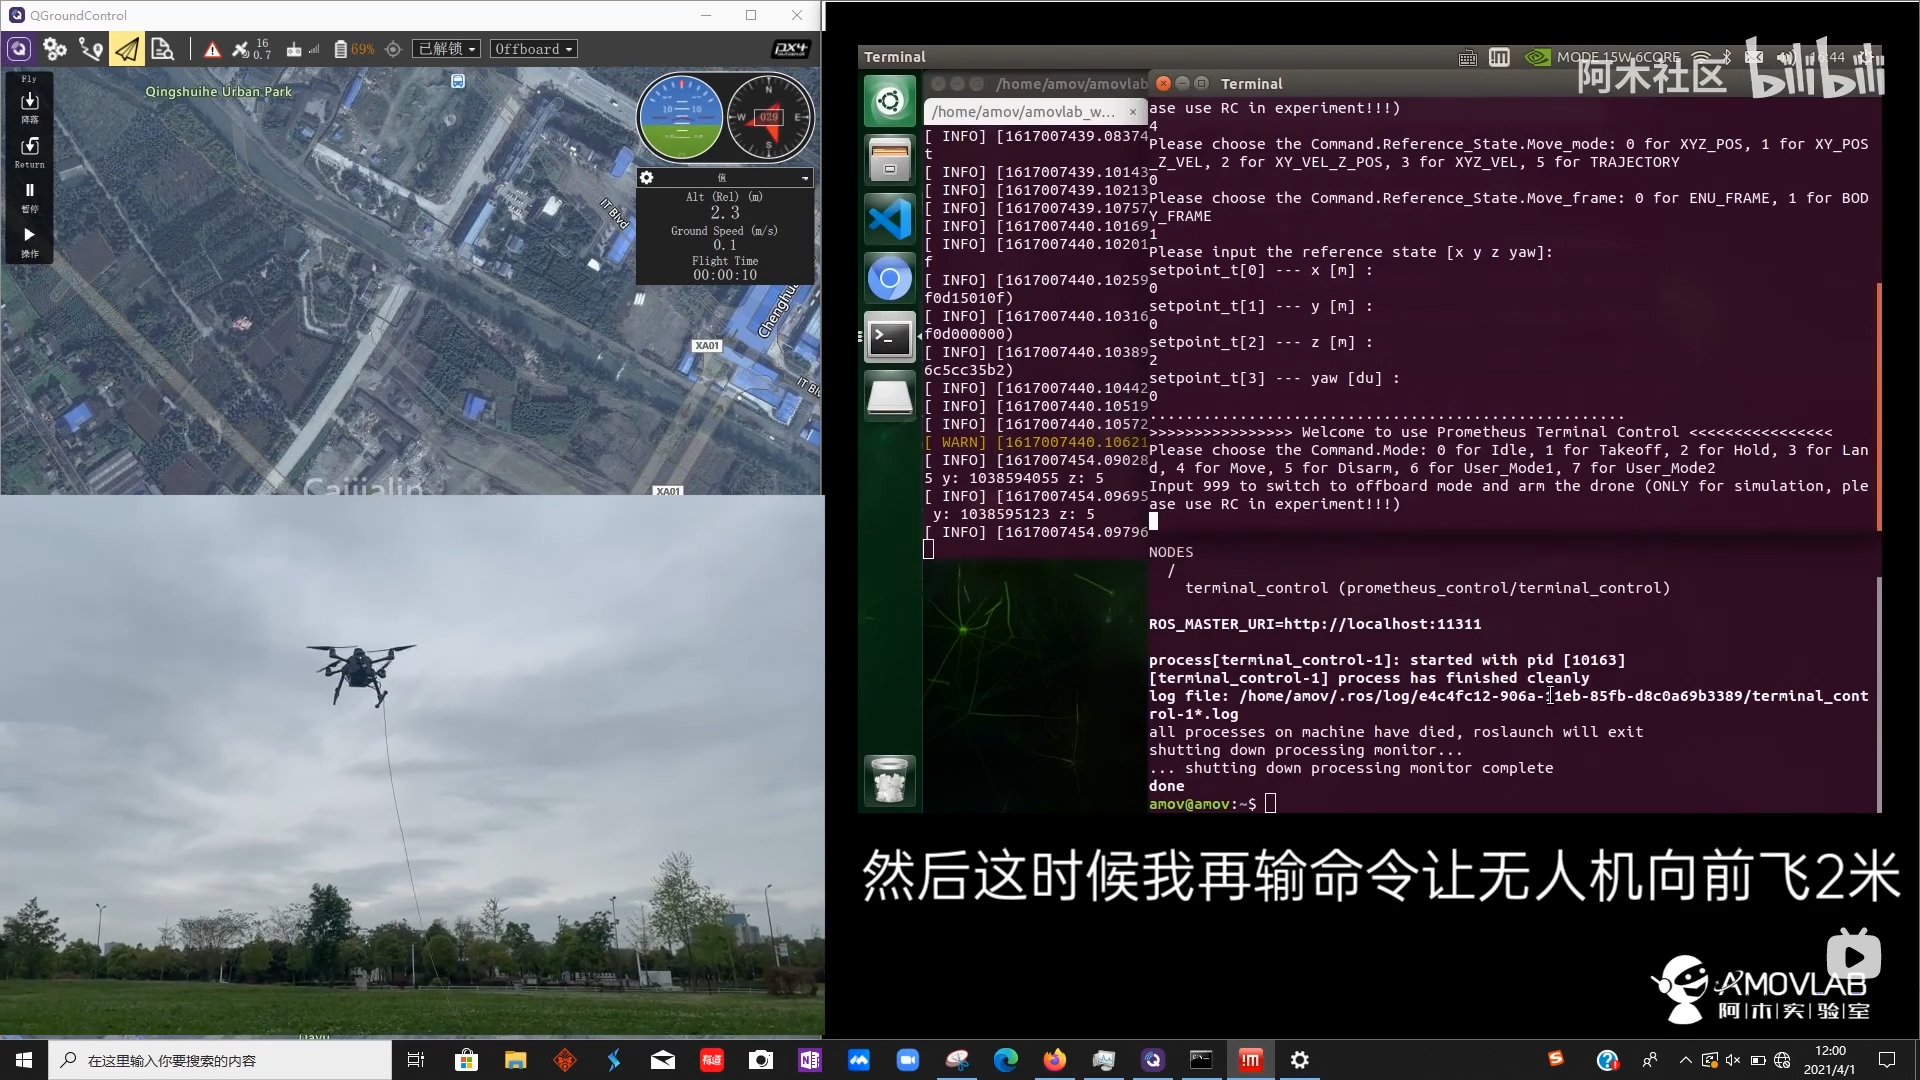 QGroundControl
16
0.7
69%
已解锁
Offboard
PX4
Fly
降落
Return
暂停
操作
Qingshuihe Urban Park
IT Blvd
Chenghua
XA01
XA01
Caijialin
W
N
E
S
029
10
10
值
Alt (Rel) (m)
2.3
Ground Speed (m/s)
0.1
Flight Time
00:00:10
Terminal
MODE 15W 6CORE
阿木社区
bilibili
/home/amov/amovlab
/home/amov/amovlab_w...
[ INFO] [1617007439.08374
t
[ INFO] [1617007439.10143
[ INFO] [1617007439.10213
[ INFO] [1617007439.10757
[ INFO] [1617007440.10169
[ INFO] [1617007440.10201
f
[ INFO] [1617007440.10259
f0d15010f)
[ INFO] [1617007440.10316
f0d000000)
[ INFO] [1617007440.10389
6c5cc35b2)
[ INFO] [1617007440.10442
[ INFO] [1617007440.10519
[ INFO] [1617007440.10572
[ WARN] [1617007440.10621
[ INFO] [1617007454.09028
5 y: 1038594055 z: 5
[ INFO] [1617007454.09695
y: 1038595123 z: 5
[ INFO] [1617007454.09796
Terminal
ase use RC in experiment!!!)
4
Please choose the Command.Reference_State.Move_mode: 0 for XYZ_POS, 1 for XY_POS
_Z_VEL, 2 for XY_VEL_Z_POS, 3 for XYZ_VEL, 5 for TRAJECTORY
0
Please choose the Command.Reference_State.Move_frame: 0 for ENU_FRAME, 1 for BOD
Y_FRAME
1
Please input the reference state [x y z yaw]:
setpoint_t[0] --- x [m] :
0
setpoint_t[1] --- y [m] :
0
setpoint_t[2] --- z [m] :
2
setpoint_t[3] --- yaw [du] :
0
.....................................................
>>>>>>>>>>>>>>>> Welcome to use Prometheus Terminal Control <<<<<<<<<<<<<<<<
Please choose the Command.Mode: 0 for Idle, 1 for Takeoff, 2 for Hold, 3 for Lan
d, 4 for Move, 5 for Disarm, 6 for User_Mode1, 7 for User_Mode2
Input 999 to switch to offboard mode and arm the drone (ONLY for simulation, ple
ase use RC in experiment!!!)
NODES
/
terminal_control (prometheus_control/terminal_control)
ROS_MASTER_URI=http://localhost:11311
process[terminal_control-1]: started with pid [10163]
[terminal_control-1] process has finished cleanly
log file: /home/amov/.ros/log/e4c4fc12-906a-11eb-85fb-d8c0a69b3389/terminal_cont
rol-1*.log
all processes on machine have died, roslaunch will exit
shutting down processing monitor...
... shutting down processing monitor complete
done
amov@amov:~$
然后这时候我再输命令让无人机向前飞2米
AMOVLAB
阿|木|实|验|室
在这里输入你要搜索的内容
12:00
2021/4/1